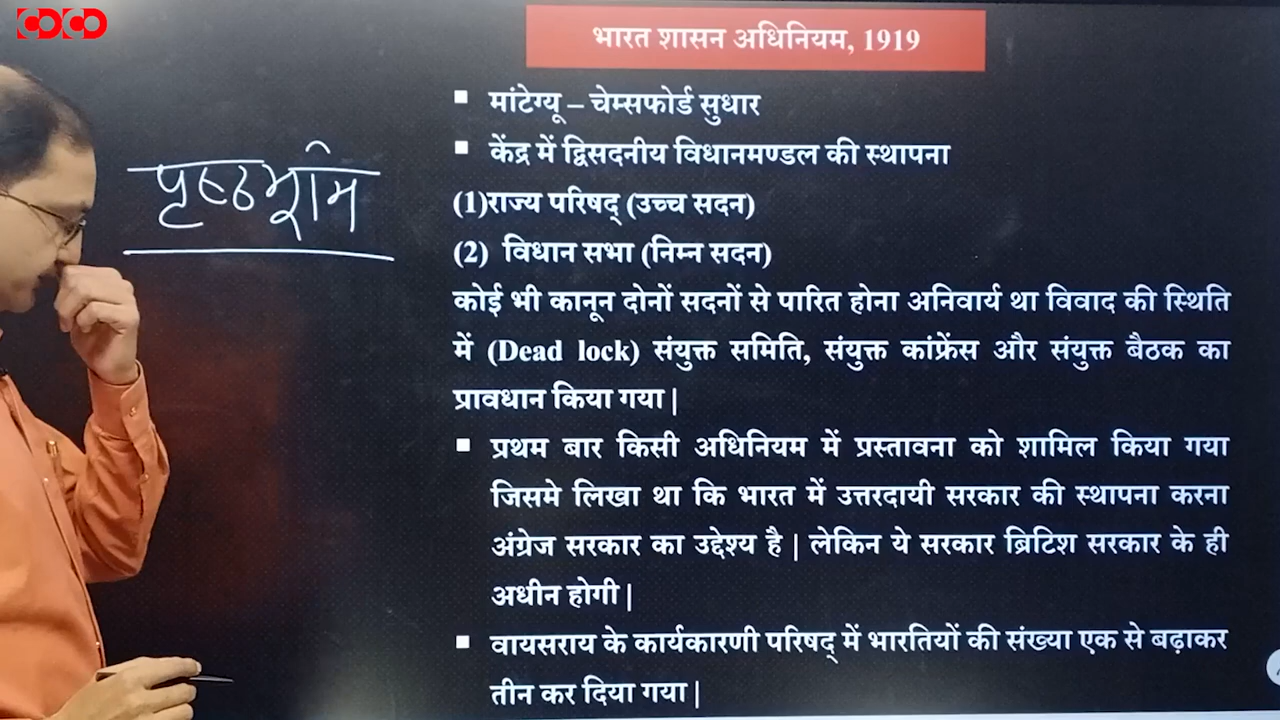 COCO
भारत शासन अधिनियम, 1919
पृष्ठभूमि
▪ मांटेग्यू – चेम्सफोर्ड सुधार
▪ केंद्र में द्विसदनीय विधानमण्डल की स्थापना
(1)राज्य परिषद् (उच्च सदन)
(2) विधान सभा (निम्न सदन)
कोई भी कानून दोनों सदनों से पारित होना अनिवार्य था विवाद की स्थिति
में (Dead lock) संयुक्त समिति, संयुक्त कांफ्रेंस और संयुक्त बैठक का
प्रावधान किया गया |
▪ प्रथम बार किसी अधिनियम में प्रस्तावना को शामिल किया गया
जिसमे लिखा था कि भारत में उत्तरदायी सरकार की स्थापना करना
अंग्रेज सरकार का उद्देश्य है | लेकिन ये सरकार ब्रिटिश सरकार के ही
अधीन होगी |
▪ वायसराय के कार्यकारणी परिषद् में भारतियों की संख्या एक से बढ़ाकर
तीन कर दिया गया |